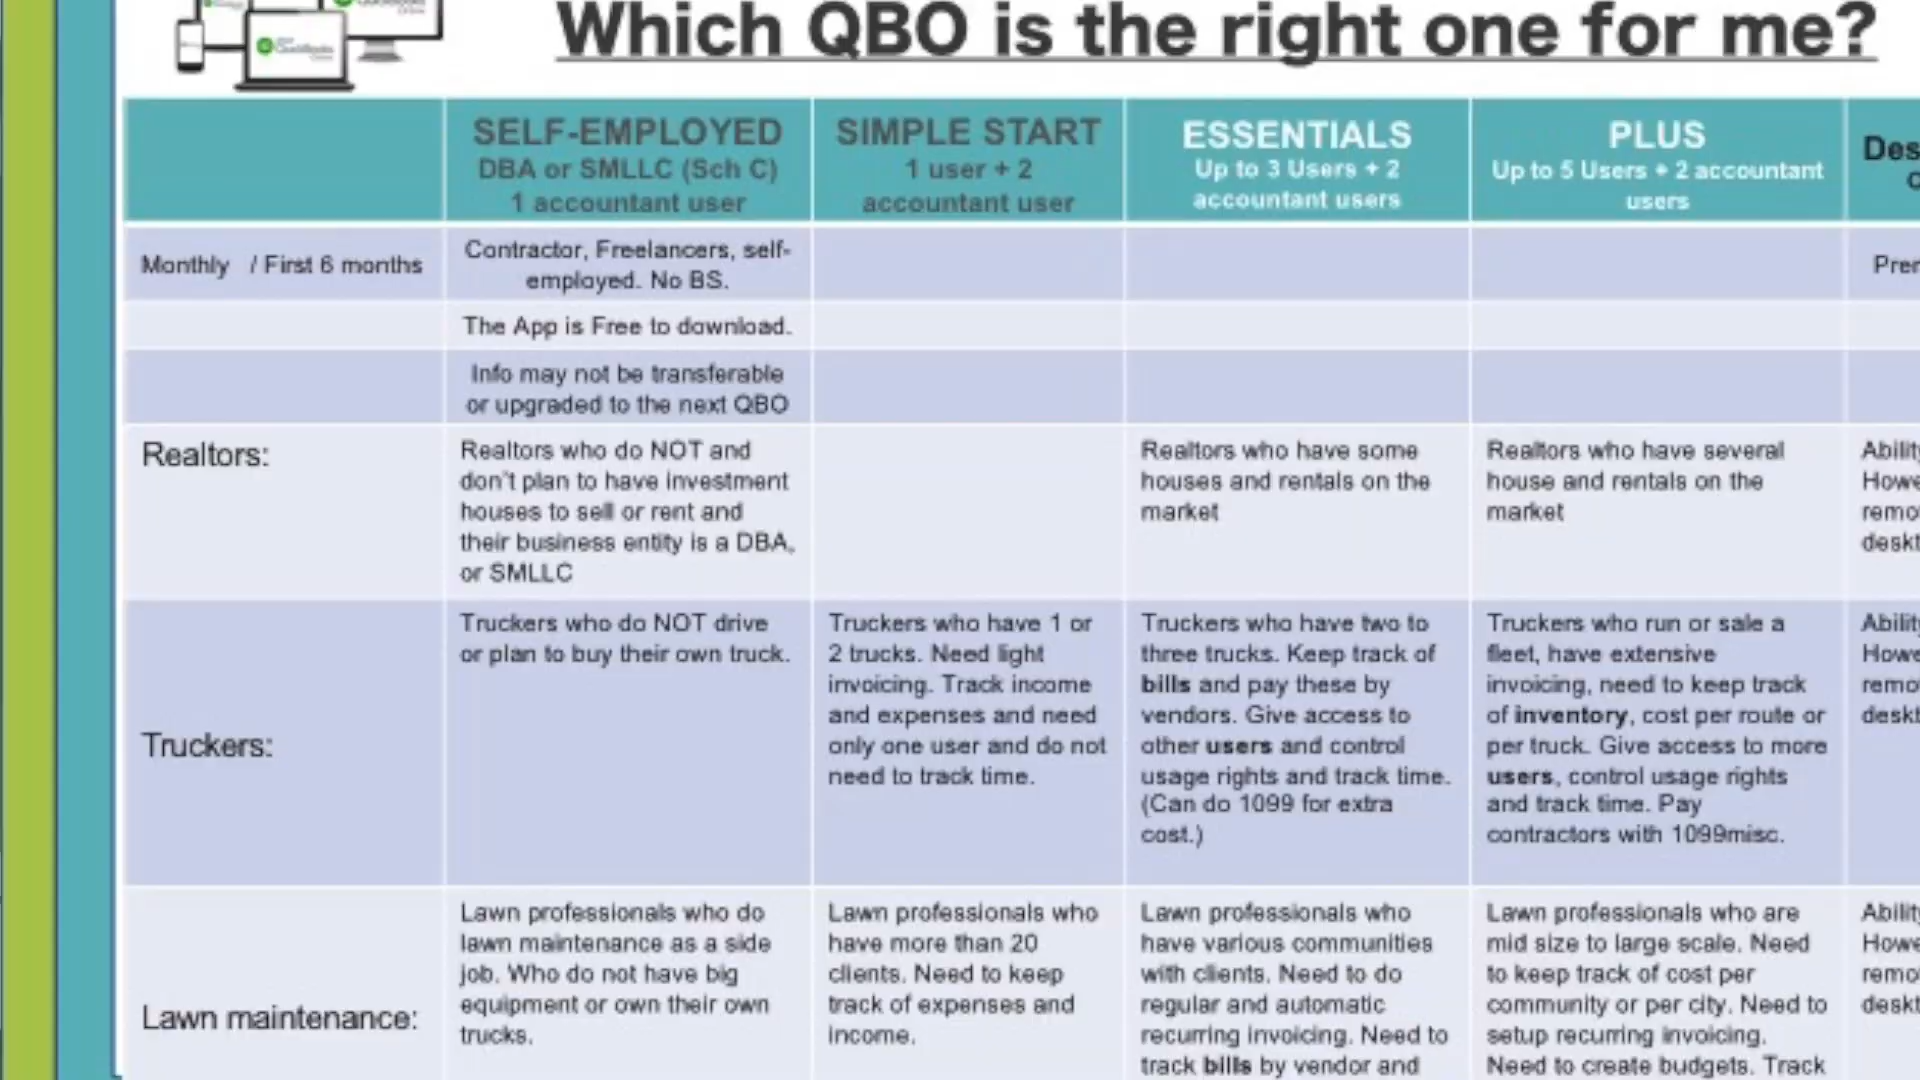 Which QBO is the right one for me?
SELF-EMPLOYED
DBA or SMLLC (Sch C)
1 accountant user
SIMPLE START
1 user + 2
accountant user
ESSENTIALS
Up to 3 Users + 2
accountant users
PLUS
Up to 5 Users + 2 accountant
users
Monthly / First 6 months
Contractor, Freelancers, self-
employed. No BS.
The App is Free to download.
Info may not be transferable
or upgraded to the next QBO
Realtors:
Realtors who do NOT and
don't plan to have investment
houses to sell or rent and
their business entity is a DBA,
or SMLLC
Realtors who have some
houses and rentals on the
market
Realtors who have several
house and rentals on the
market
Truckers:
Truckers who do NOT drive
or plan to buy their own truck.
Truckers who have 1 or
2 trucks. Need light
invoicing. Track income
and expenses and need
only one user and do not
need to track time.
Truckers who have two to
three trucks. Keep track of
bills and pay these by
vendors. Give access to
other users and control
usage rights and track time.
(Can do 1099 for extra
cost.)
Truckers who run or sale a
fleet, have extensive
invoicing, need to keep track
of inventory, cost per route or
per truck. Give access to more
users, control usage rights
and track time. Pay
contractors with 1099misc.
Lawn maintenance:
Lawn professionals who do
lawn maintenance as a side
job. Who do not have big
equipment or own their own
trucks.
Lawn professionals who
have more than 20
clients. Need to keep
track of expenses and
income.
Lawn professionals who
have various communities
with clients. Need to do
regular and automatic
recurring invoicing. Need to
track bills by vendor and
Lawn professionals who are
mid size to large scale. Need
to keep track of cost per
community or per city. Need to
setup recurring invoicing.
Need to create budgets. Track